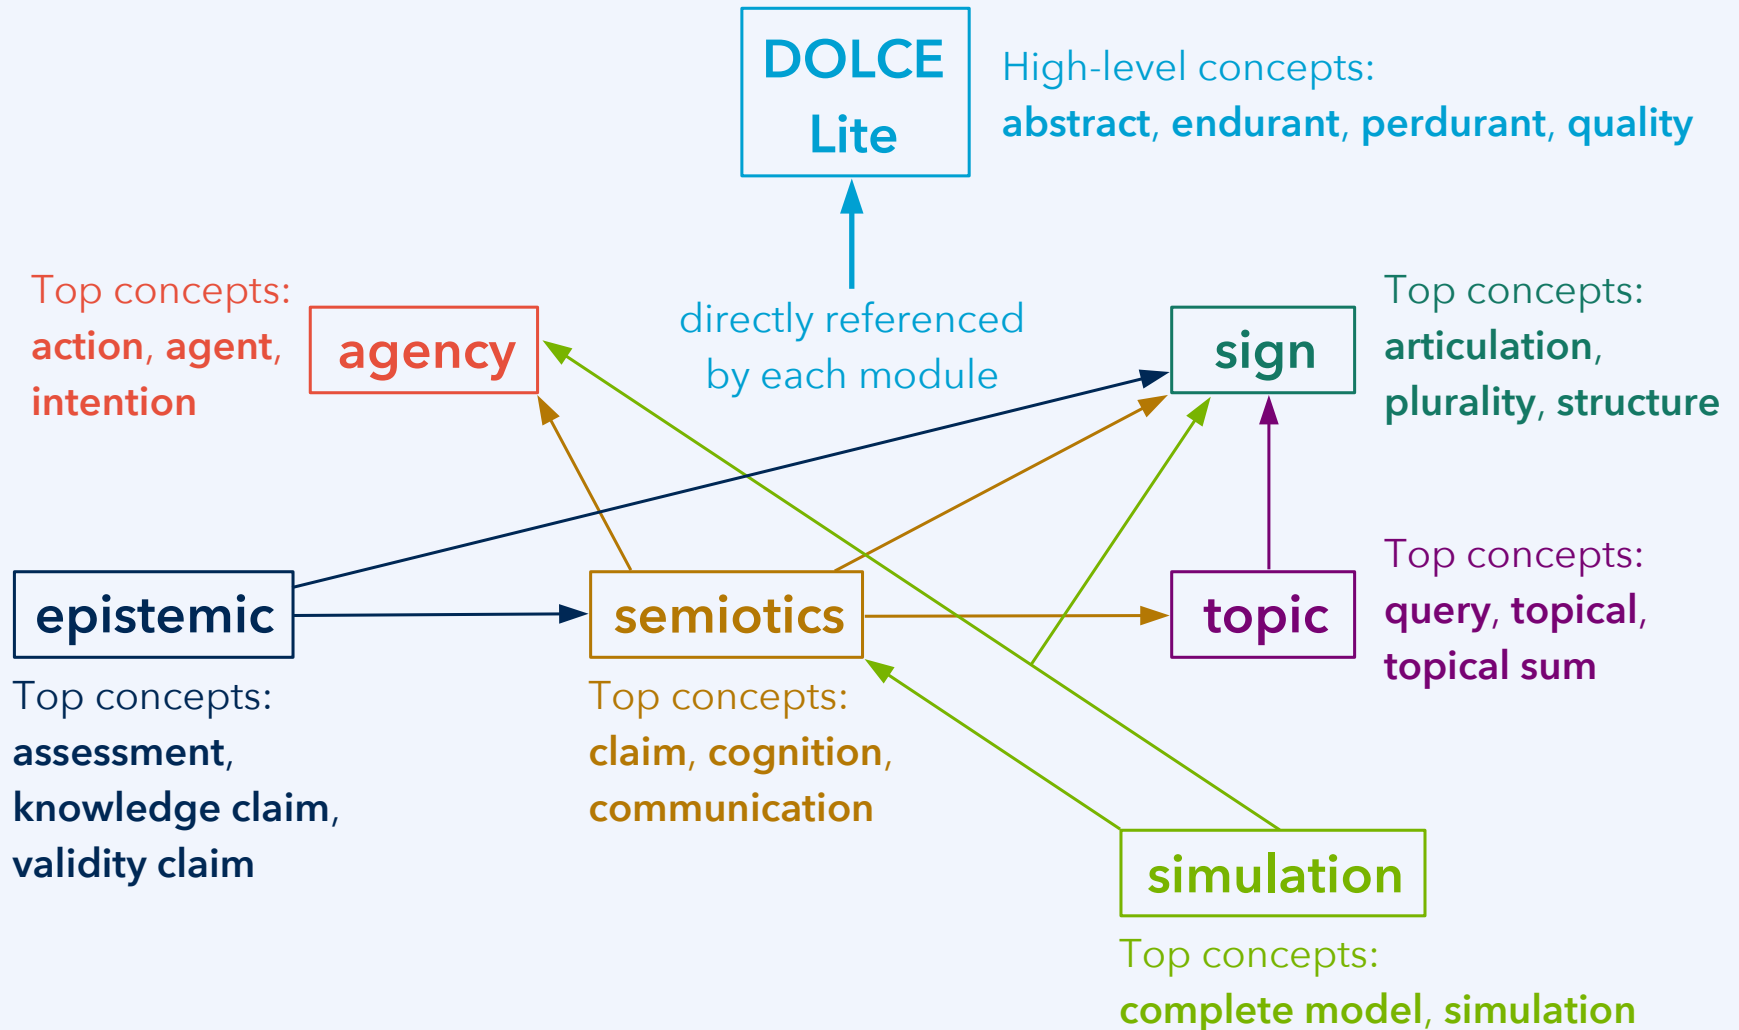 DOLCE
Lite
High-level concepts:
abstract, endurant, perdurant, quality
directly referenced
by each module
Top concepts:
action, agent,
intention
agency
sign
Top concepts:
articulation,
plurality, structure
epistemic
Top concepts:
assessment,
knowledge claim,
validity claim
semiotics
Top concepts:
claim, cognition,
communication
topic
Top concepts:
query, topical,
topical sum
simulation
Top concepts:
complete model, simulation